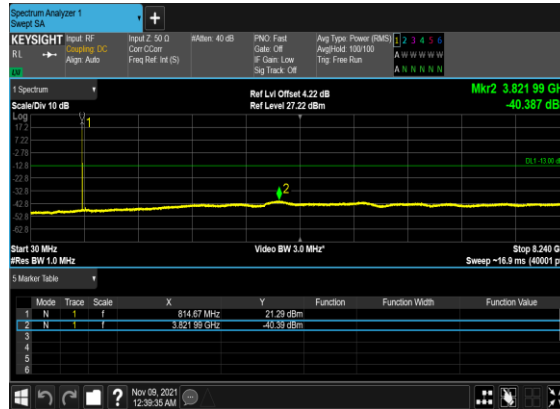 Spectrum Analyzer 1
Swept SA
+
KEYSIGHT Input: RF Input Z: 50 Ω #Atten: 40 dB PNO: Fast Avg Type: Power (RMS) 1 2 3 4 5 6
RL Coupling: DC Corr CCorr Gate: Off Avg|Hold: 100/100 A W W W W W
Align: Auto Freq Ref: Int (S) IF Gain: Low Trig: Free Run
Sig Track: Off A N N N N N
1 Spectrum Ref Lvl Offset 4.22 dB Mkr2 3.821 99 GH
Scale/Div 10 dB Ref Level 27.22 dBm -40.387 dB
Log
17.2 1
7.22
-2.78
-12.8 DL1 -13.00 d
-22.8
-32.8 2
-42.8
-52.8
-62.8
Start 30 MHz Video BW 3.0 MHz* Stop 8.240 G
#Res BW 1.0 MHz Sweep ~16.9 ms (40001 p
5 Marker Table
Mode Trace Scale X Y Function Function Width Function Value
1 N 1 f 814.67 MHz 21.29 dBm
2 N 1 f 3.821 99 GHz -40.39 dBm
3
4
5
6
? Nov 09, 2021
12:39:35 AM